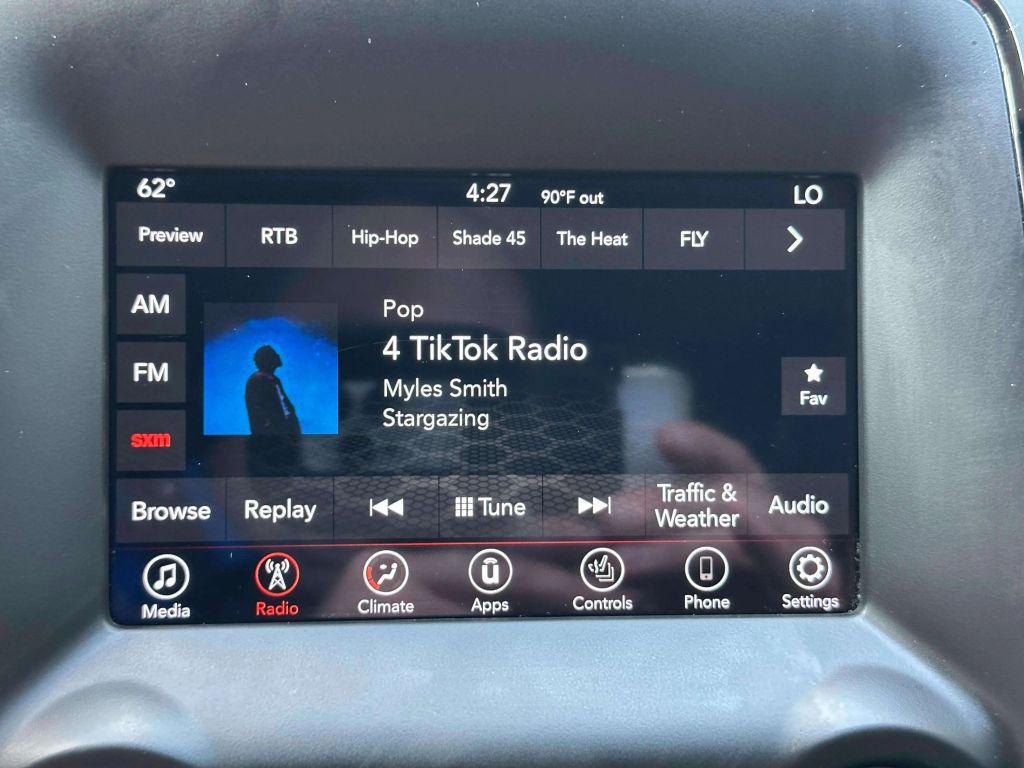 62° 4:27 90°F out LO
Preview RTB Hip-Hop Shade 45 The Heat FLY
AM
FM
sxm
Pop
4 TikTok Radio
Myles Smith
Stargazing
Fav
Browse Replay Tune Traffic &
Weather Audio
Media Radio Climate Apps Controls Phone Settings